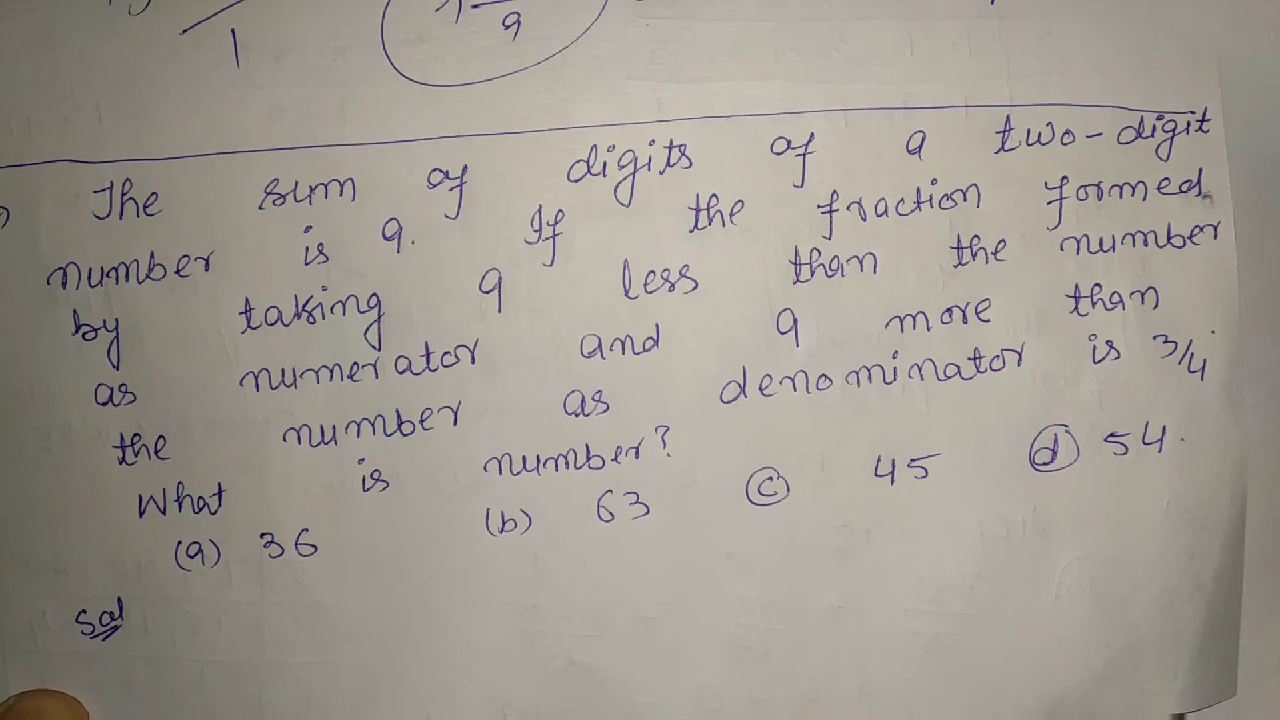 1
9
The sum of digits of a two-digit
number is 9. If the fraction formed
by taking 9 less than the number
as numerator and 9 more than
the number as denominator is 3/4.
What is number?
(a) 36 (b) 63 (c) 45 (d) 54.
Sol